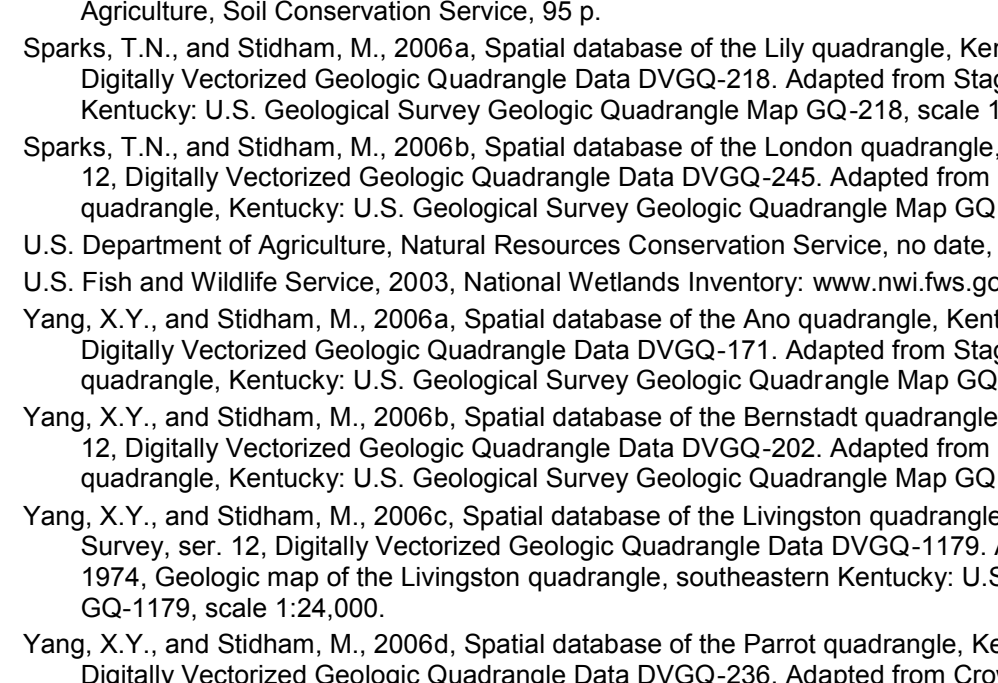 Agriculture, Soil Conservation Service, 95 p.
Sparks, T.N., and Stidham, M., 2006a, Spatial database of the Lily quadrangle, Ke
Digitally Vectorized Geologic Quadrangle Data DVGQ-218. Adapted from Sta
Kentucky: U.S. Geological Survey Geologic Quadrangle Map GQ-218, scale 1
Sparks, T.N., and Stidham, M., 2006b, Spatial database of the London quadrangle,
12, Digitally Vectorized Geologic Quadrangle Data DVGQ-245. Adapted from
quadrangle, Kentucky: U.S. Geological Survey Geologic Quadrangle Map GQ
U.S. Department of Agriculture, Natural Resources Conservation Service, no date,
U.S. Fish and Wildlife Service, 2003, National Wetlands Inventory: www.nwi.fws.go
Yang, X.Y., and Stidham, M., 2006a, Spatial database of the Ano quadrangle, Kent
Digitally Vectorized Geologic Quadrangle Data DVGQ-171. Adapted from Sta
quadrangle, Kentucky: U.S. Geological Survey Geologic Quadrangle Map GQ
Yang, X.Y., and Stidham, M., 2006b, Spatial database of the Bernstadt quadrangle
12, Digitally Vectorized Geologic Quadrangle Data DVGQ-202. Adapted from
quadrangle, Kentucky: U.S. Geological Survey Geologic Quadrangle Map GQ
Yang, X.Y., and Stidham, M., 2006c, Spatial database of the Livingston quadrangle
Survey, ser. 12, Digitally Vectorized Geologic Quadrangle Data DVGQ-1179.
1974, Geologic map of the Livingston quadrangle, southeastern Kentucky: U.S
GQ-1179, scale 1:24,000.
Yang, X.Y., and Stidham, M., 2006d, Spatial database of the Parrot quadrangle, Ke
Digitally Vectorized Geologic Quadrangle Data DVGQ-236. Adapted from Cro